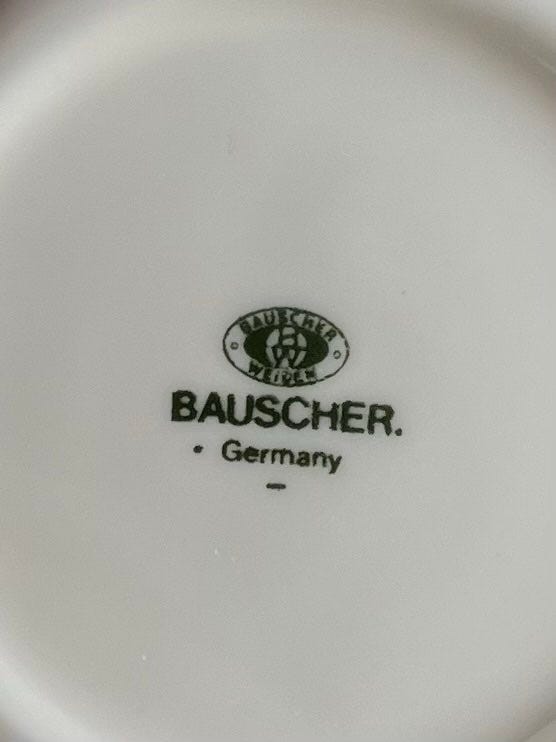 BAUSCHER
BW
WEIDEN
BAUSCHER.
• Germany
–